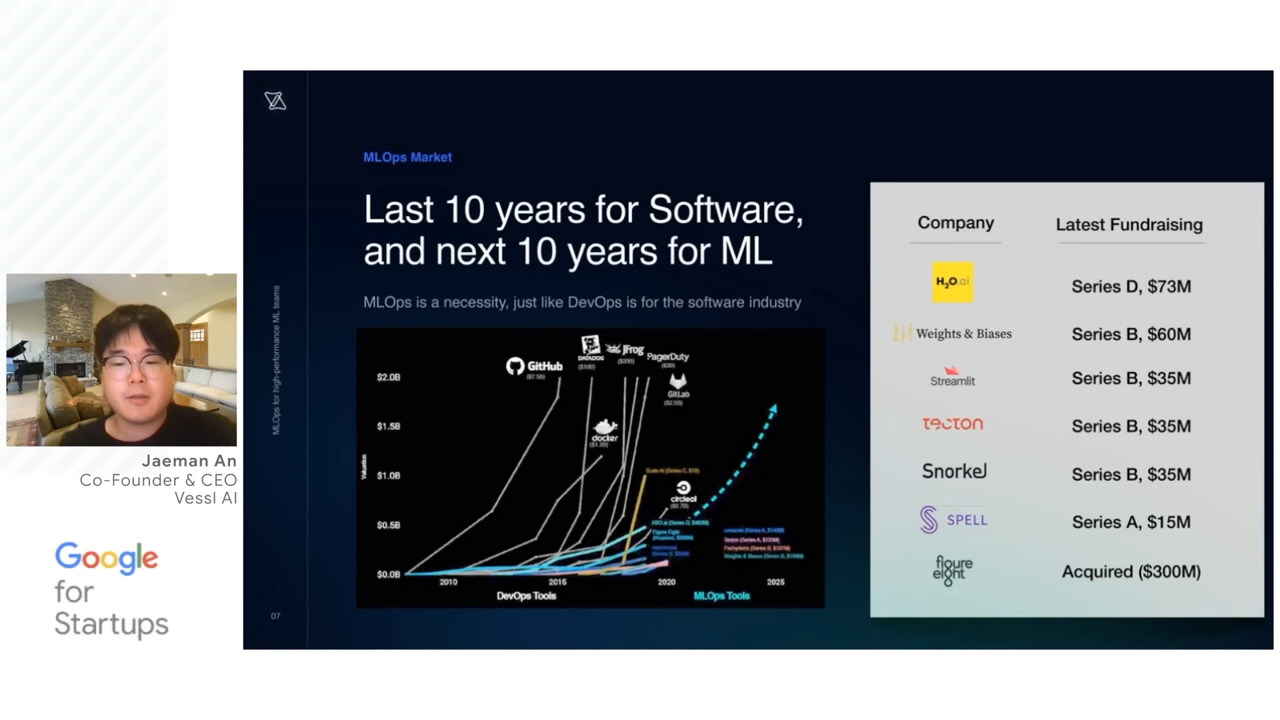 MLOps Market
Last 10 years for Software,
and next 10 years for ML
MLOps is a necessity, just like DevOps is for the software industry
MLOps for high-performance ML teams
07
$2.0B
$1.5B
$1.0B
$0.5B
$0.0B
Valuation
GitHub
($7.5B)
DATADOG
JFrog
PagerDuty
GitLab
docker
circleci
2010
2015
2020
2025
DevOps Tools
MLOps Tools
Company
Latest Fundraising
H2O.ai
Series D, $73M
Weights & Biases
Series B, $60M
Streamlit
Series B, $35M
TECTON
Series B, $35M
Snorkel
Series B, $35M
SPELL
Series A, $15M
figure
eight
Acquired ($300M)
Jaeman An
Co-Founder & CEO
Vessl AI
Google
for
Startups